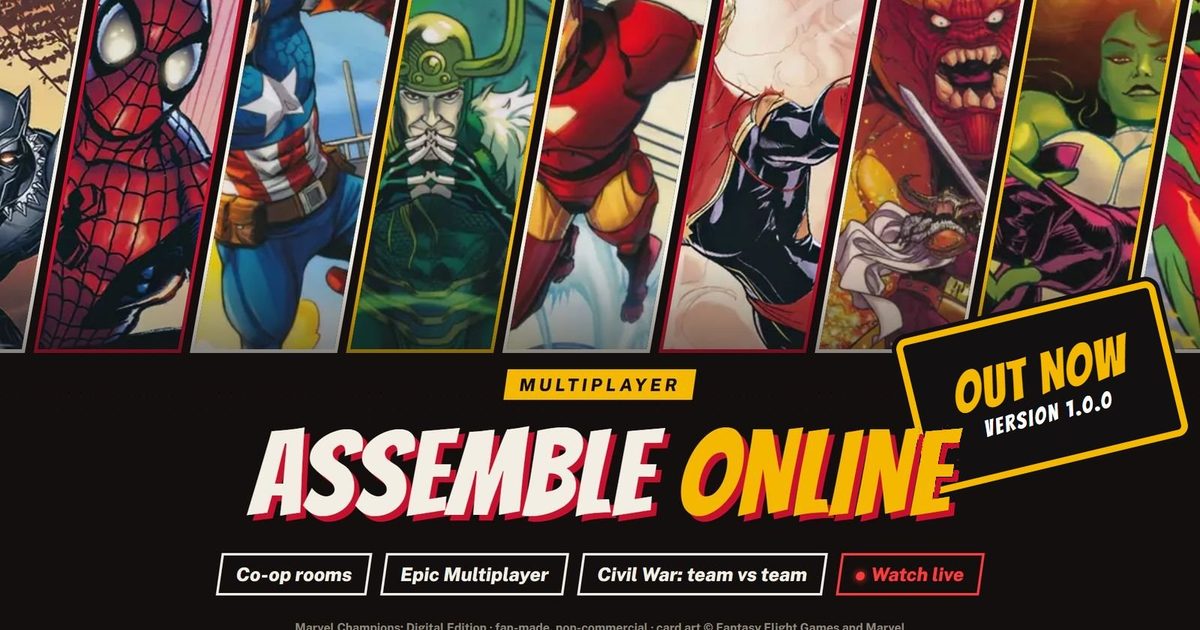 MULTIPLAYER
OUT NOW
VERSION 1.0.0
ASSEMBLE ONLINE
Co-op rooms
Epic Multiplayer
Civil War: team vs team
Watch live
Marvel Champions: Digital Edition · fan-made, non-commercial · card art © Fantasy Flight Games and Marvel